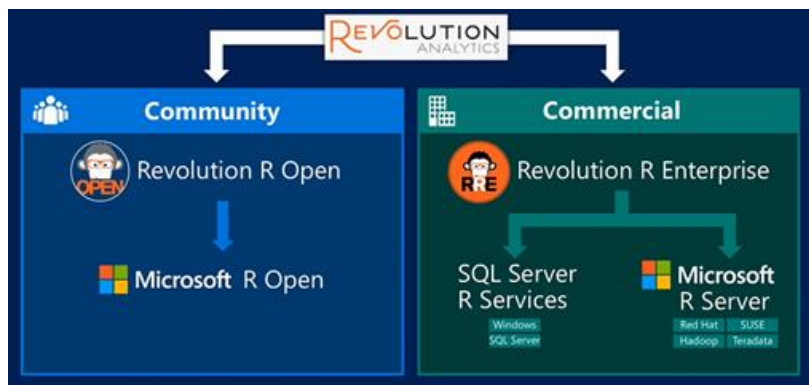 REVOLUTION
ANALYTICS
Community
Commercial
OPEN
Revolution R Open
RRE
Revolution R Enterprise
Microsoft R Open
SQL Server
R Services
Windows
SQL Server
Microsoft
R Server
Red Hat SUSE
Hadoop Teradata